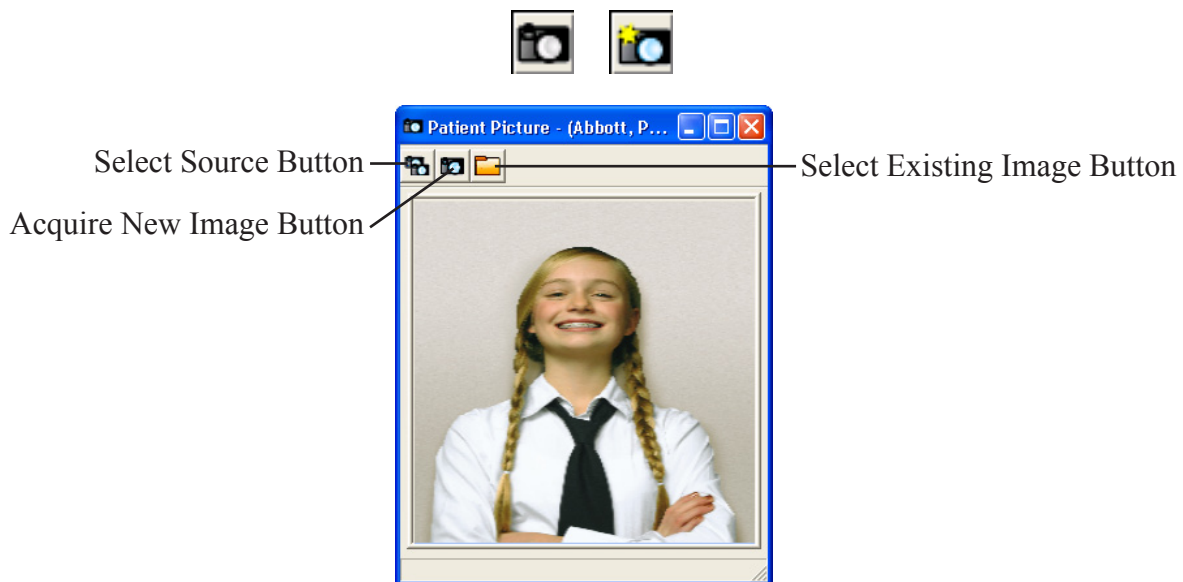 Patient Picture - (Abbott, P...
Select Source Button
Select Existing Image Button
Acquire New Image Button